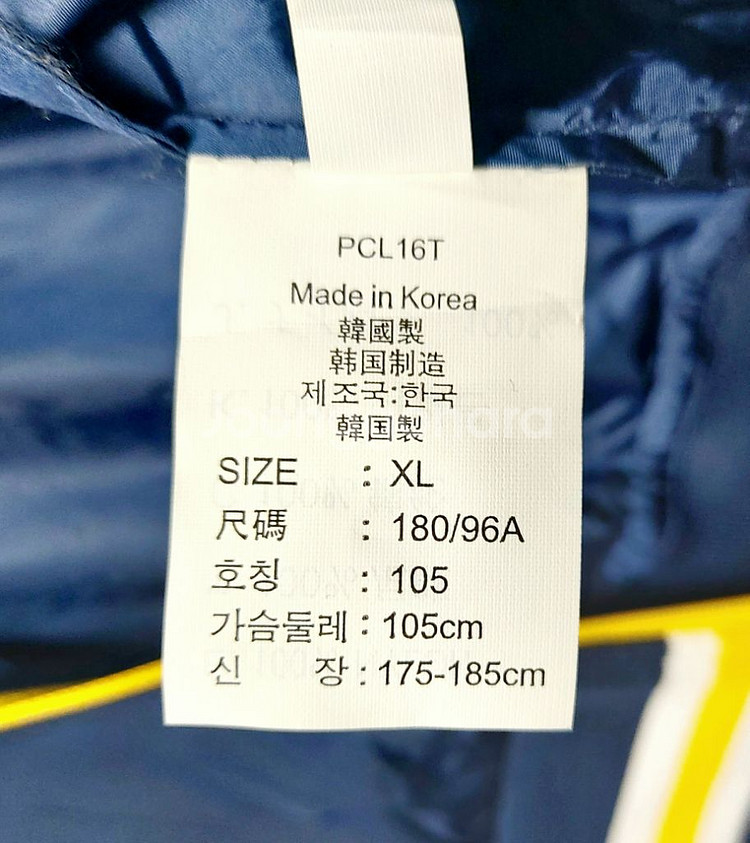 PCL16T
Made in Korea
韓國製
韩国制造
제조국:한국
韓国製
SIZE : XL
尺碼 : 180/96A
호칭 : 105
가슴둘레 : 105cm
신 장 : 175-185cm